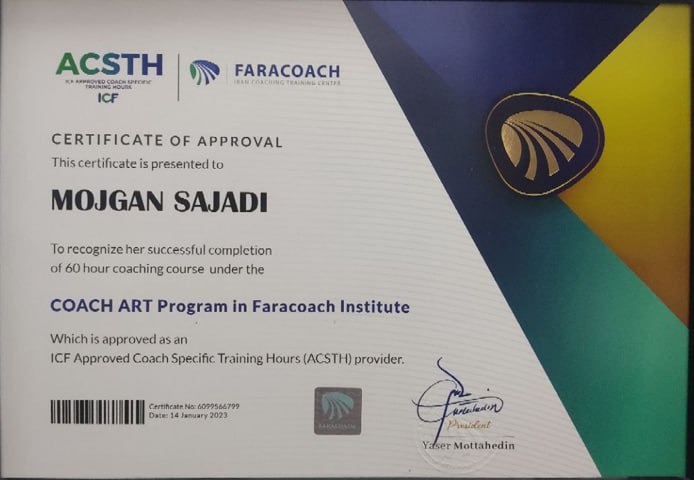 ACSTH
ICF APPROVED COACH SPECIFIC
TRAINING HOURS
ICF
FARACOACH
IRAN COACHING TRAINING CENTER
CERTIFICATE OF APPROVAL
This certificate is presented to
MOJGAN SAJADI
To recognize her successful completion
of 60 hour coaching course under the
COACH ART Program in Faracoach Institute
Which is approved as an
ICF Approved Coach Specific Training Hours (ACSTH) provider.
Certificate No: 6099566799
Date: 14 January 2023
FARACOACH
President
Yaser Mottahedin